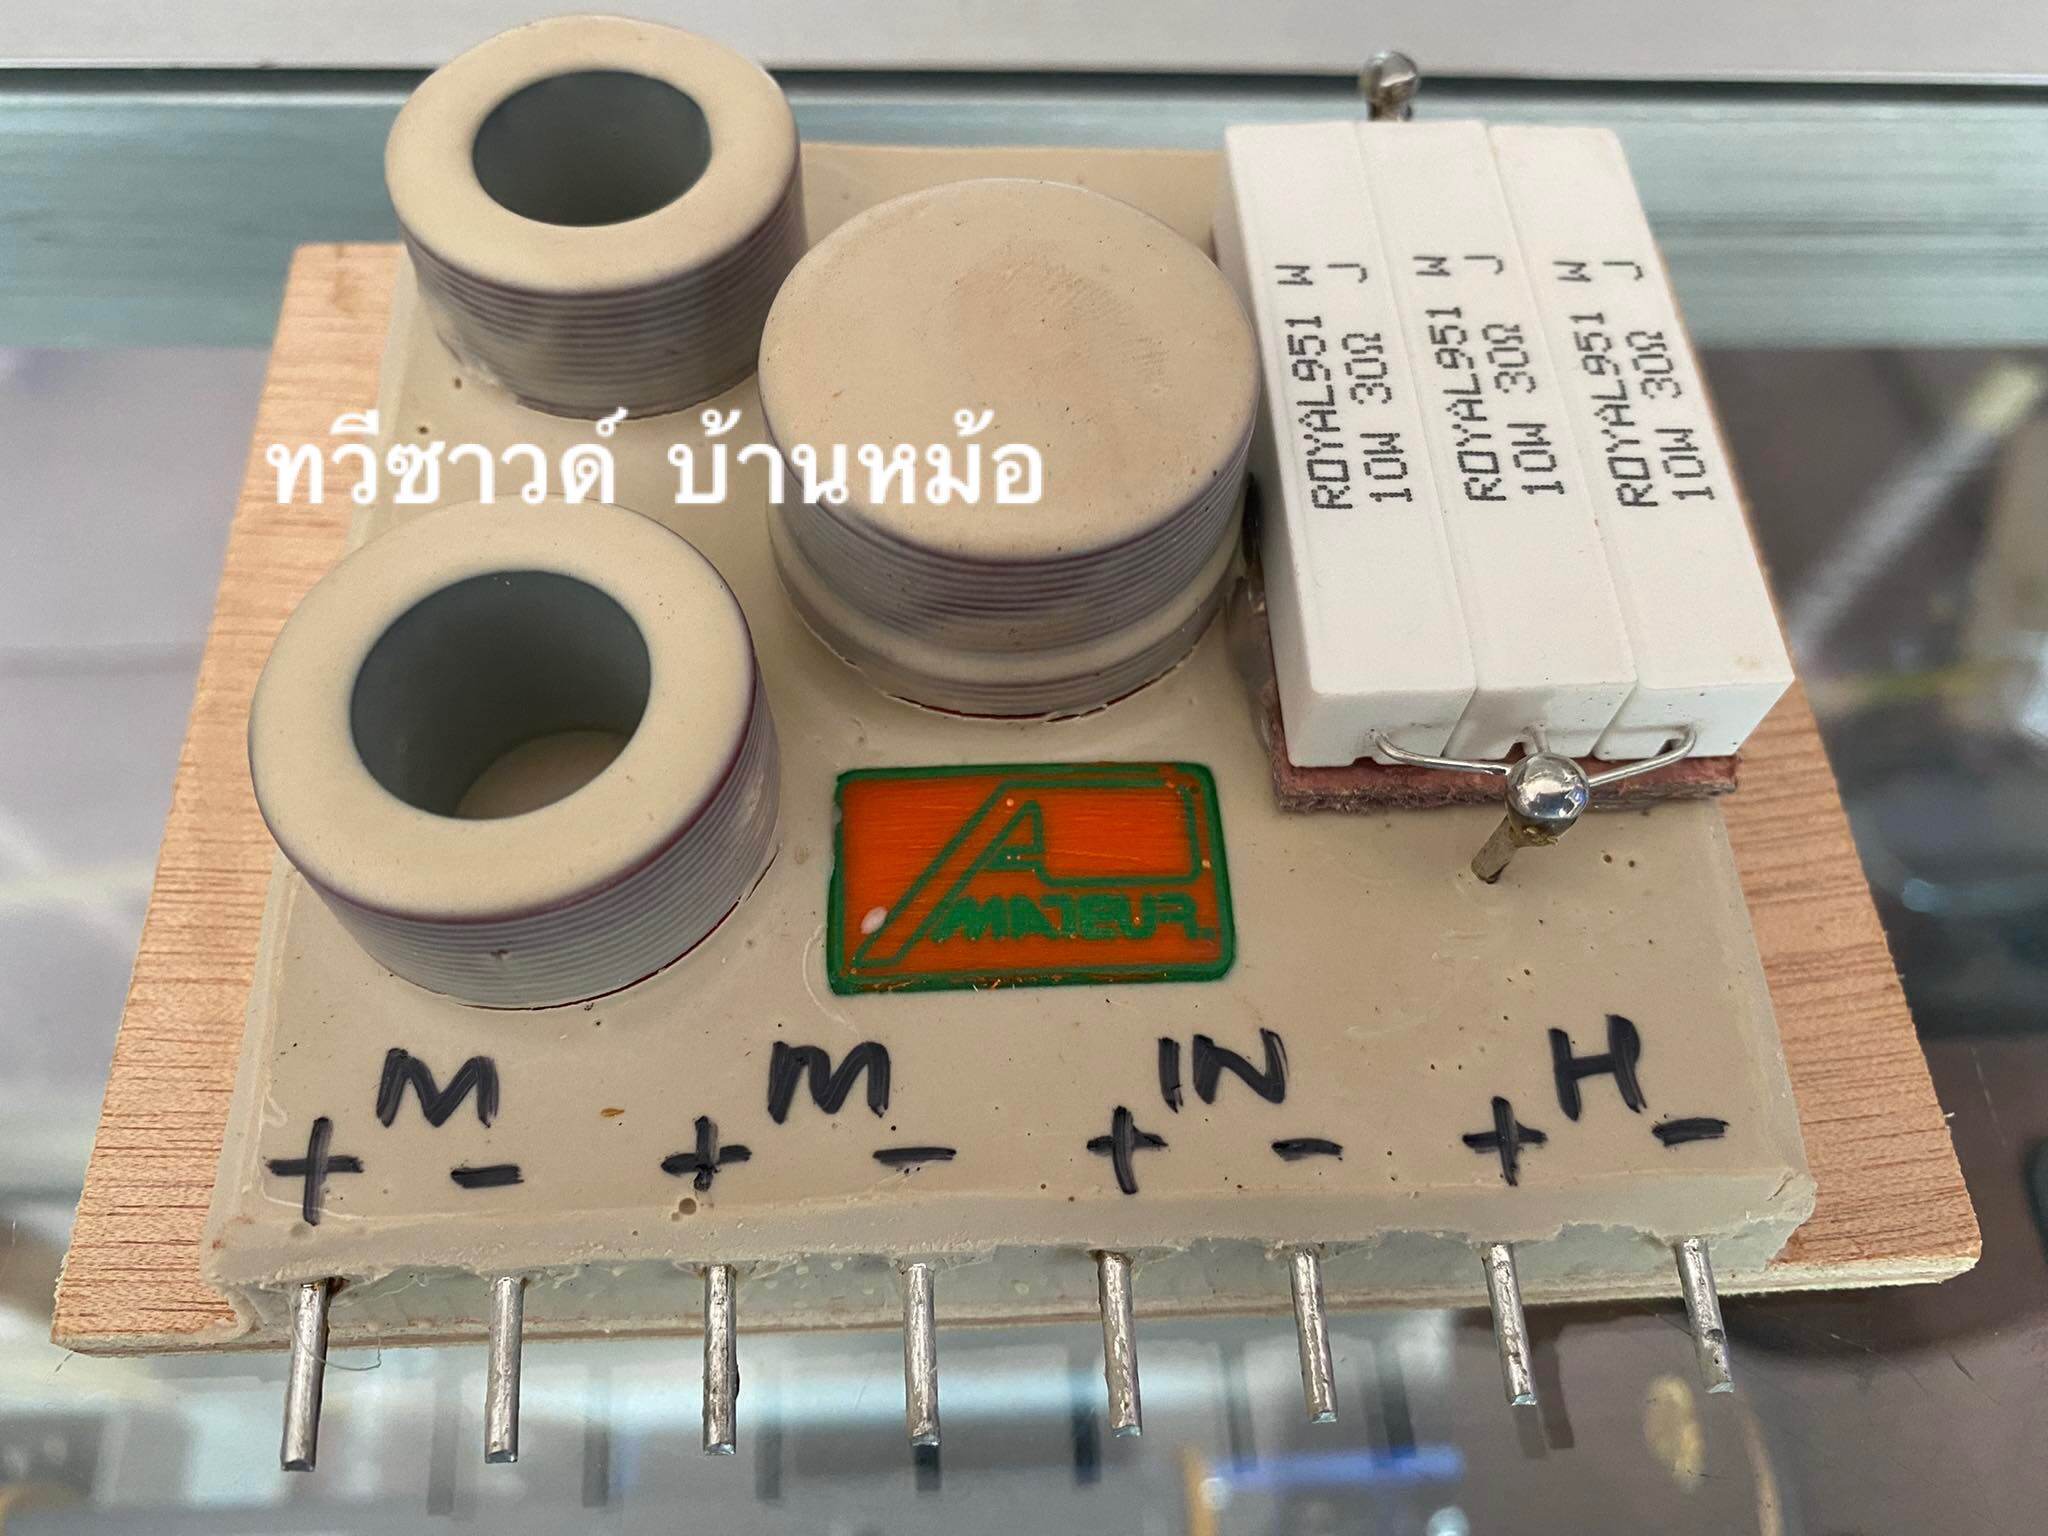 ทวีซาวด์ บ้านหม้อ
ROYAL951 W
10W 30Ω J
ROYAL951 W
10W 30Ω J
ROYAL951 W
10W 30Ω J
AMATEUR
M M IN H
+ - + - + - + -